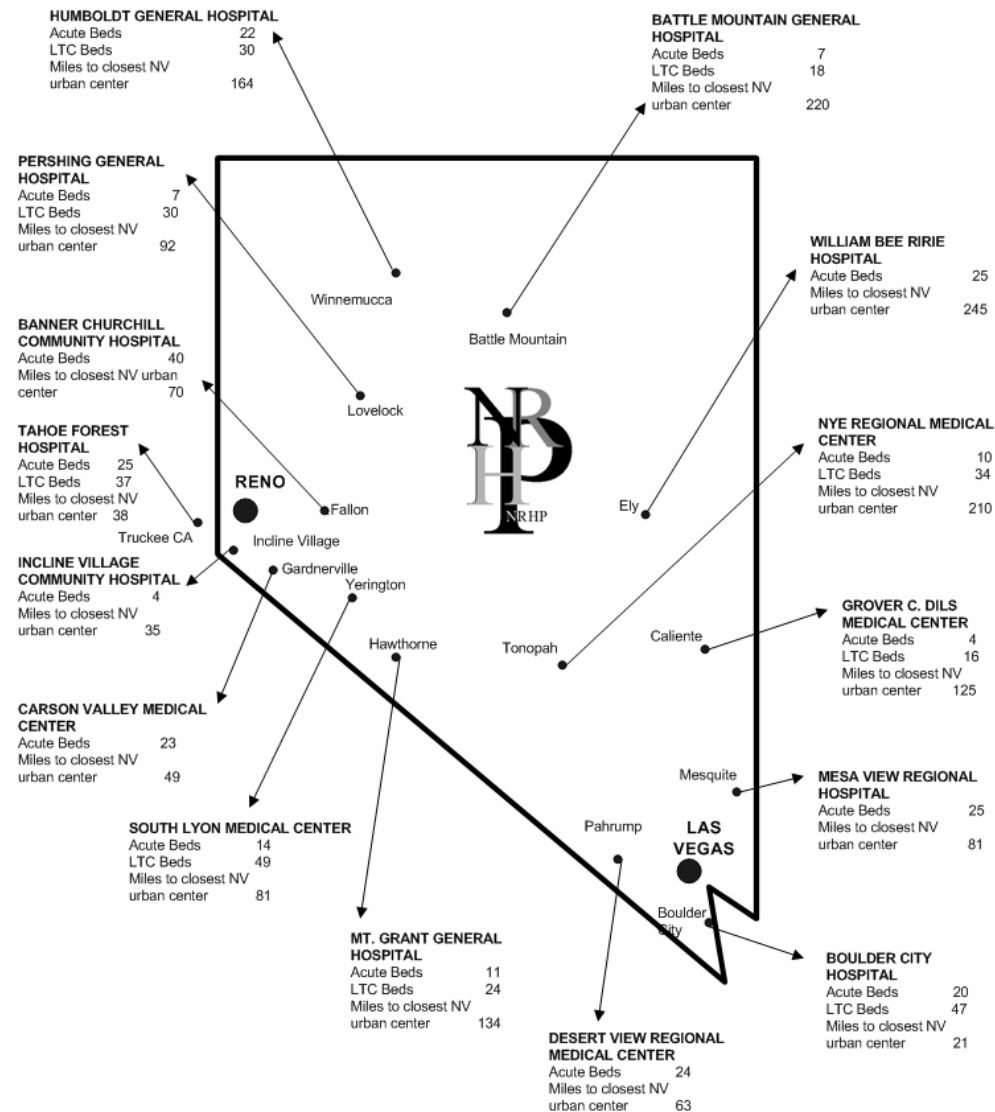 HUMBOLDT GENERAL HOSPITAL
Acute Beds 22
LTC Beds 30
Miles to closest NV
urban center 164
BATTLE MOUNTAIN GENERAL
HOSPITAL
Acute Beds 7
LTC Beds 18
Miles to closest NV
urban center 220
PERSHING GENERAL
HOSPITAL
Acute Beds 7
LTC Beds 30
Miles to closest NV
urban center 92
WILLIAM BEE RIRIE
HOSPITAL
Acute Beds 25
Miles to closest NV
urban center 245
Winnemucca
Battle Mountain
BANNER CHURCHILL
COMMUNITY HOSPITAL
Acute Beds 40
Miles to closest NV urban
center 70
Lovelock
NRHP
NRHP
NYE REGIONAL MEDICAL
CENTER
Acute Beds 10
LTC Beds 34
Miles to closest NV
urban center 210
TAHOE FOREST
HOSPITAL
Acute Beds 25
LTC Beds 37
Miles to closest NV
urban center 38
RENO
Fallon
Ely
Truckee CA
Incline Village
Gardnerville
Yerington
INCLINE VILLAGE
COMMUNITY HOSPITAL
Acute Beds 4
Miles to closest NV
urban center 35
Hawthorne
Tonopah
Caliente
GROVER C. DILS
MEDICAL CENTER
Acute Beds 4
LTC Beds 16
Miles to closest NV
urban center 125
CARSON VALLEY MEDICAL
CENTER
Acute Beds 23
Miles to closest NV
urban center 49
Mesquite
MESA VIEW REGIONAL
HOSPITAL
Acute Beds 25
Miles to closest NV
urban center 81
SOUTH LYON MEDICAL CENTER
Acute Beds 14
LTC Beds 49
Miles to closest NV
urban center 81
Pahrump
LAS
VEGAS
Boulder
City
MT. GRANT GENERAL
HOSPITAL
Acute Beds 11
LTC Beds 24
Miles to closest NV
urban center 134
BOULDER CITY
HOSPITAL
Acute Beds 20
LTC Beds 47
Miles to closest NV
urban center 21
DESERT VIEW REGIONAL
MEDICAL CENTER
Acute Beds 24
Miles to closest NV
urban center 63